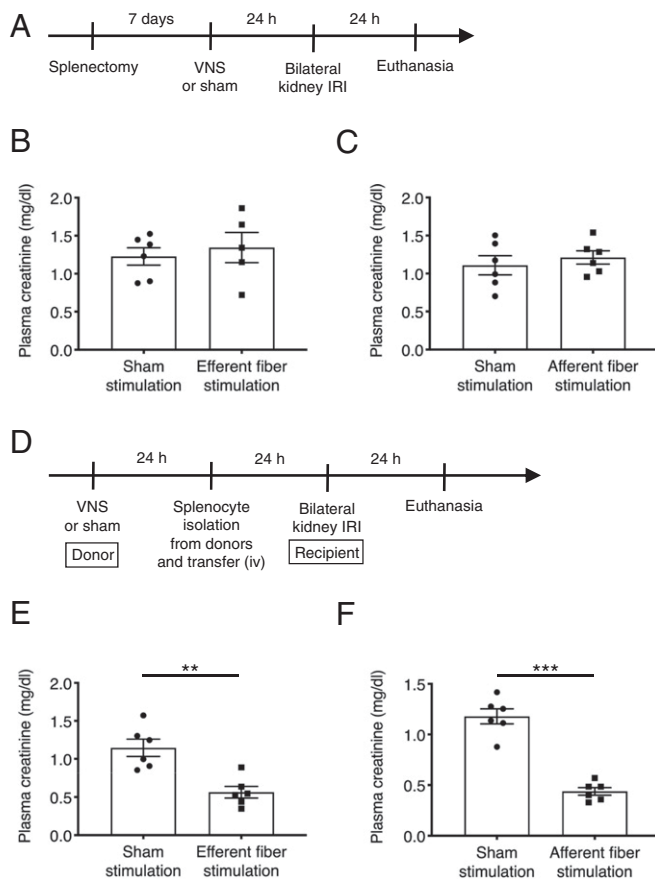 A
7 days
24 h
24 h
Splenectomy
VNS
or sham
Bilateral
kidney IRI
Euthanasia
B
Plasma creatinine (mg/dl)
2.0
1.5
1.0
0.5
0.0
Sham
stimulation
Efferent fiber
stimulation
C
Plasma creatinine (mg/dl)
2.0
1.5
1.0
0.5
0.0
Sham
stimulation
Afferent fiber
stimulation
D
24 h
24 h
24 h
VNS
or sham
Donor
Splenocyte
isolation
from donors
and transfer (iv)
Bilateral
kidney IRI
Recipient
Euthanasia
E
Plasma creatinine (mg/dl)
2.0
1.5
1.0
0.5
0.0
**
Sham
stimulation
Efferent fiber
stimulation
F
Plasma creatinine (mg/dl)
1.5
1.0
0.5
0.0
***
Sham
stimulation
Afferent fiber
stimulation